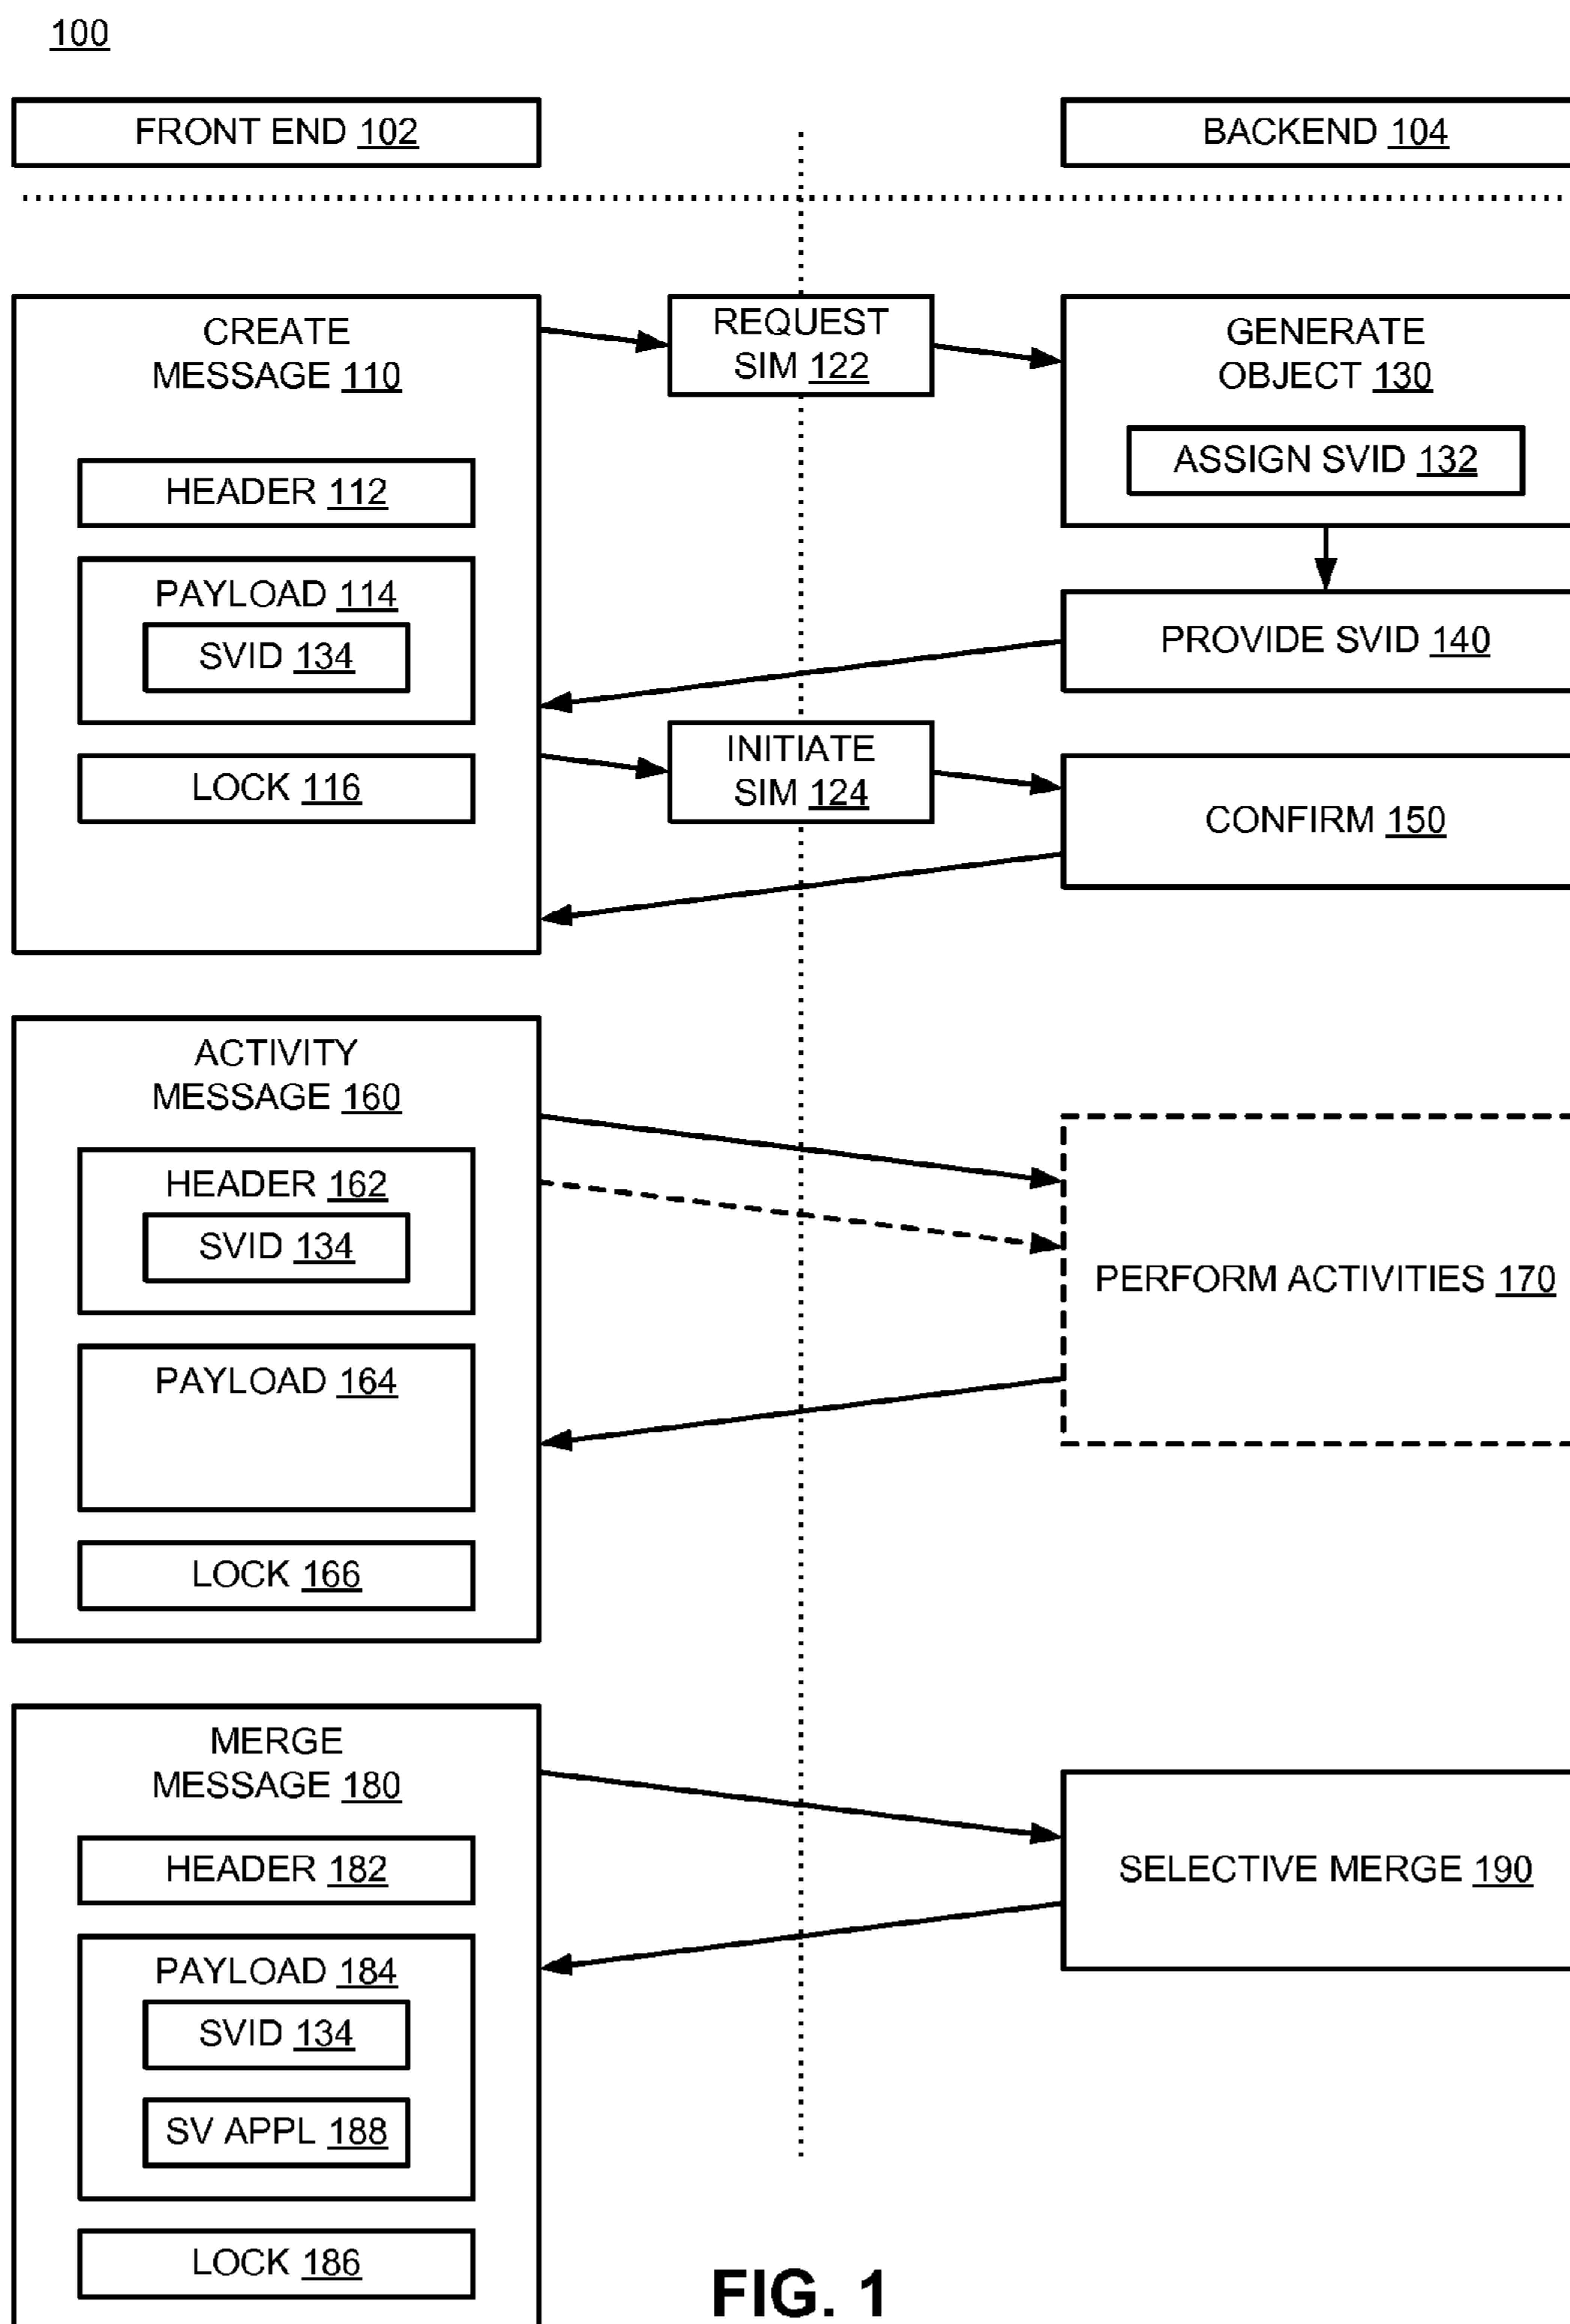 100
FRONT END 102
BACKEND 104
CREATE
MESSAGE 110
HEADER 112
PAYLOAD 114
SVID 134
LOCK 116
REQUEST
SIM 122
GENERATE
OBJECT 130
ASSIGN SVID 132
PROVIDE SVID 140
INITIATE
SIM 124
CONFIRM 150
ACTIVITY
MESSAGE 160
HEADER 162
SVID 134
PAYLOAD 164
LOCK 166
PERFORM ACTIVITIES 170
MERGE
MESSAGE 180
HEADER 182
PAYLOAD 184
SVID 134
SV APPL 188
LOCK 186
SELECTIVE MERGE 190
FIG. 1